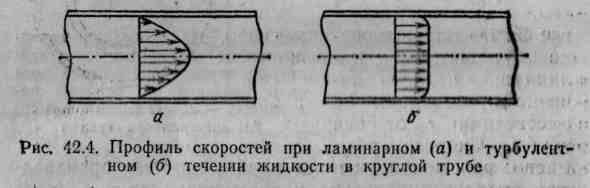 а
б
Рис. 42.4. Профиль скоростей при ламинарном (а) и турбулент-
ном (б) течении жидкости в круглой трубе